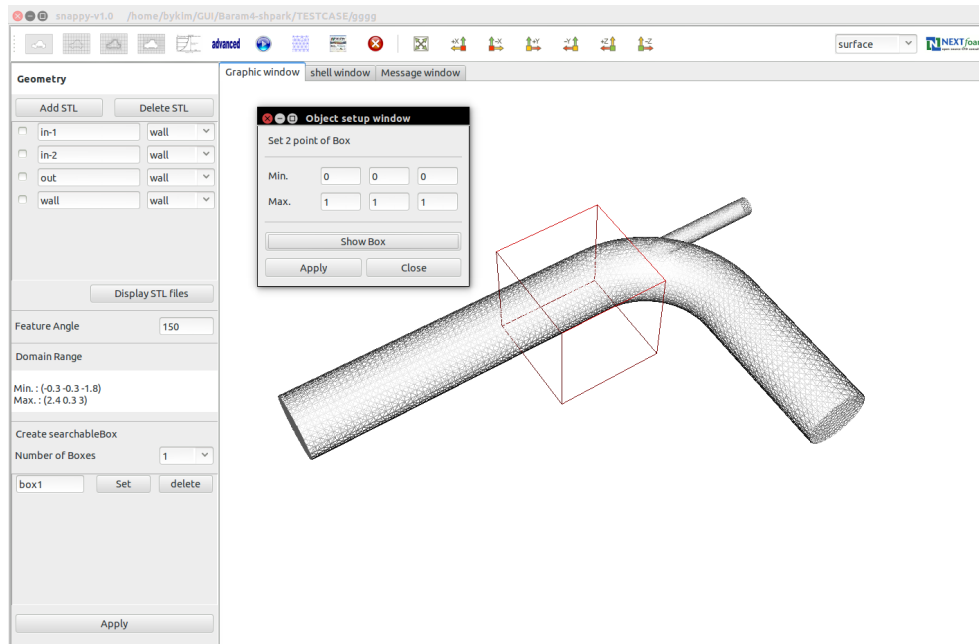 snappy-v1.0 /home/bykim/GUI/Baram4-shpark/TESTCASE/gggg
advanced
+X -X +Y -Y +Z -Z
surface
NEXTfoam
Geometry
Graphic window shell window Message window
Add STL Delete STL
in-1 wall
in-2 wall
out wall
wall wall
Display STL files
Feature Angle 150
Domain Range
Min. : (-0.3 -0.3 -1.8)
Max. : (2.4 0.3 3)
Create searchableBox
Number of Boxes 1
box1 Set delete
Apply
Object setup window
Set 2 point of Box
Min. 0 0 0
Max. 1 1 1
Show Box
Apply Close